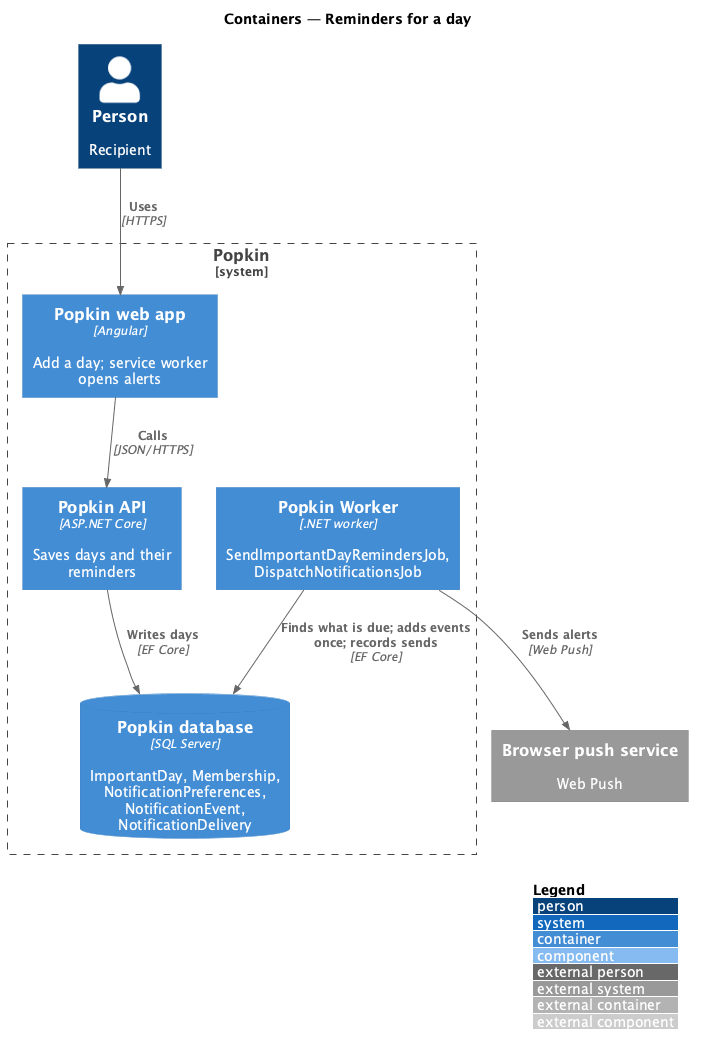 Containers — Reminders for a day
Person
Recipient
Uses
[HTTPS]
Popkin
[system]
Popkin web app
[Angular]
Add a day; service worker
opens alerts
Calls
[JSON/HTTPS]
Popkin API
[ASP.NET Core]
Saves days and their
reminders
Popkin Worker
[.NET worker]
SendImportantDayRemindersJob,
DispatchNotificationsJob
Writes days
[EF Core]
Finds what is due; adds events
once; records sends
[EF Core]
Sends alerts
[Web Push]
Popkin database
[SQL Server]
ImportantDay, Membership,
NotificationPreferences,
NotificationEvent,
NotificationDelivery
Browser push service
Web Push
Legend
person
system
container
component
external person
external system
external container
external component